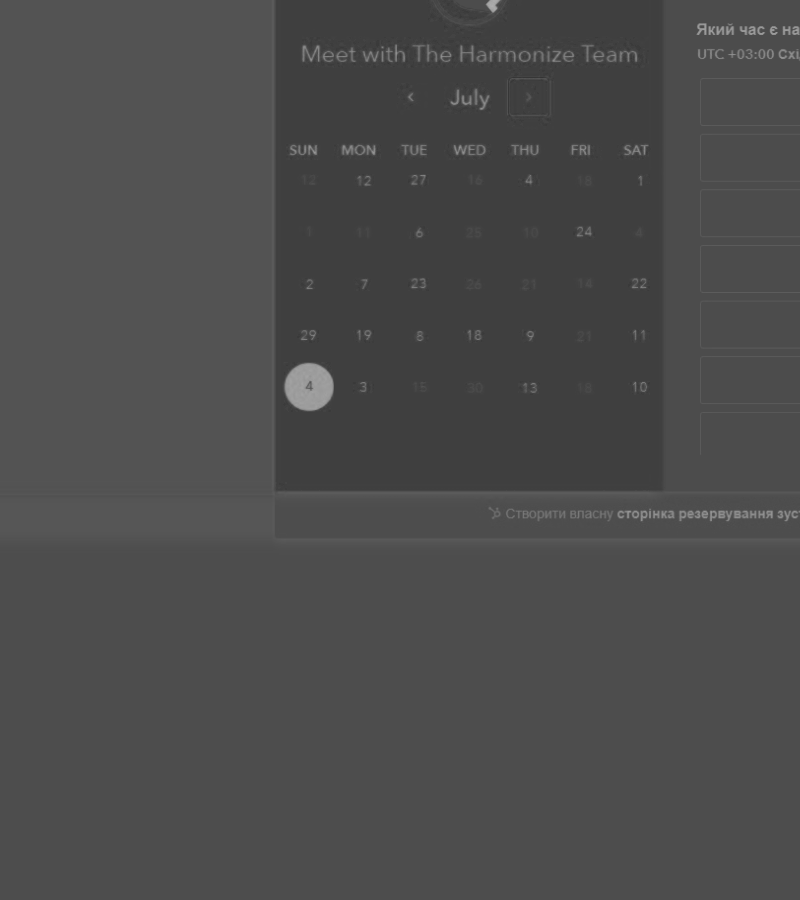 Meet with The Harmonize Team
Який час є на
UTC +03:00 Схі
‹ July ›
SUN MON TUE WED THU FRI SAT
12 12 27 16 4 18 1
1 11 6 25 10 24 4
2 7 23 26 21 14 22
29 19 8 18 9 21 11
4 3 15 30 13 18 10
Створити власну сторінка резервування зуст